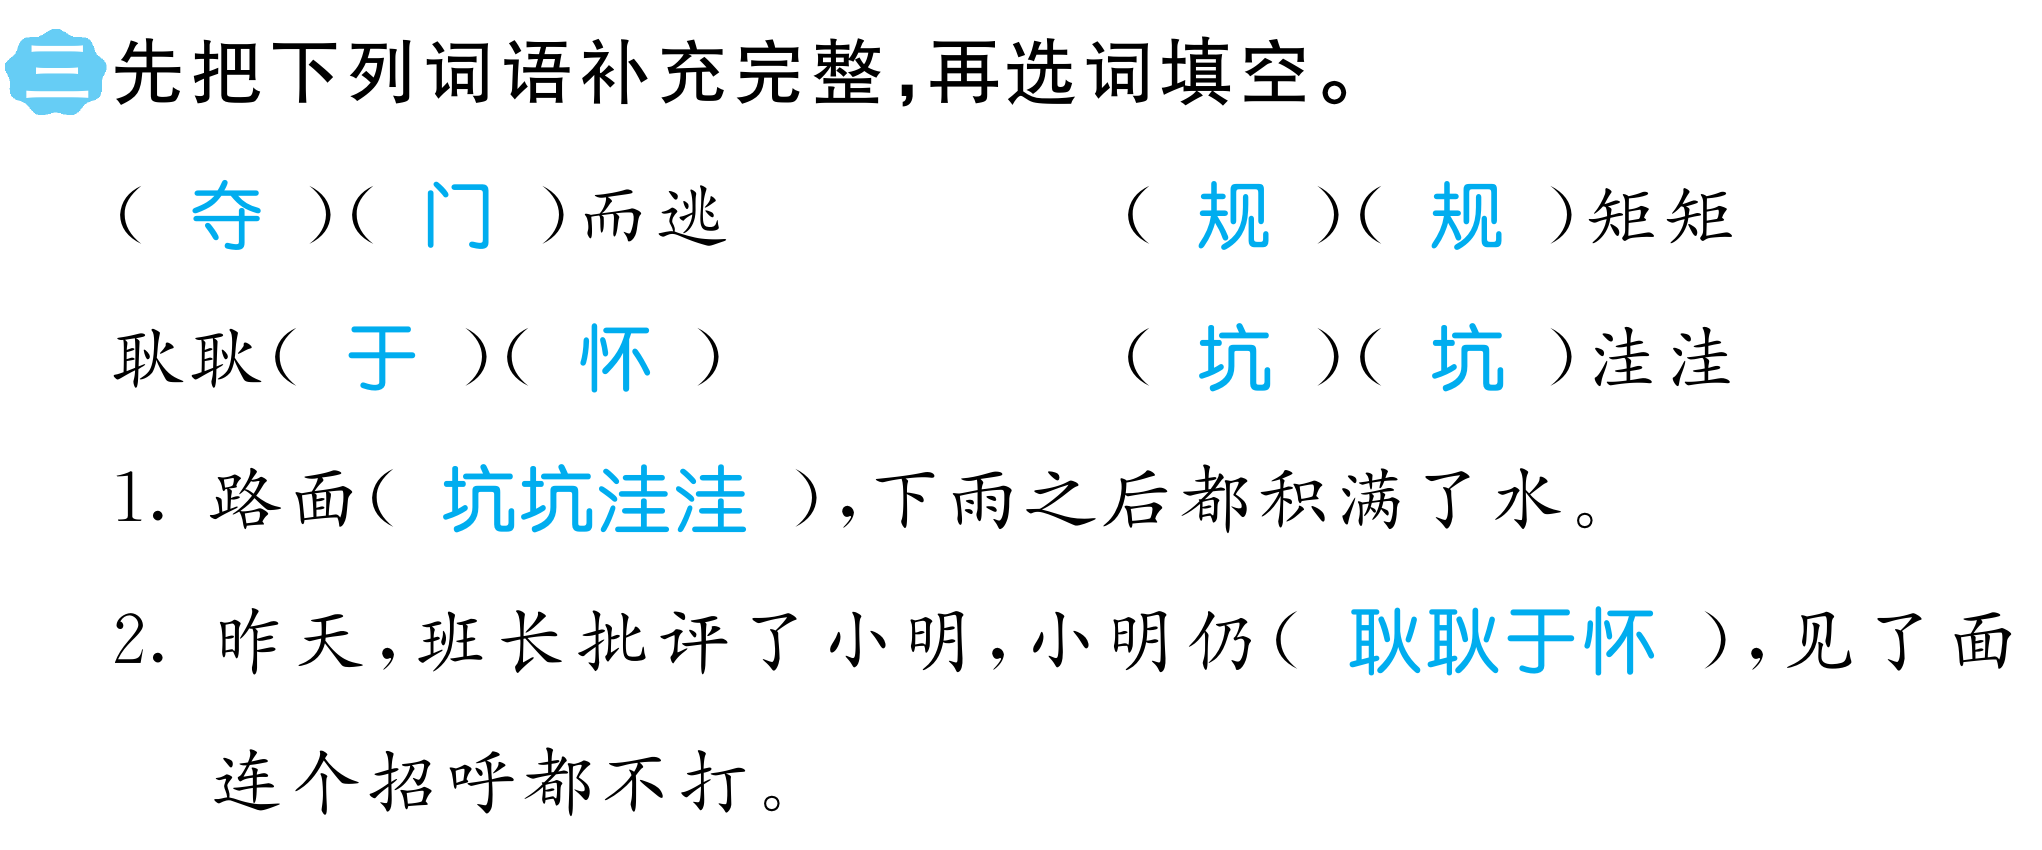 三 先把下列词语补充完整,再选词填空。
( 夺 )( 门 )而逃 ( 规 )( 规 )矩矩
耿耿( 于 )( 怀 ) ( 坑 )( 坑 )洼洼
1. 路面( 坑坑洼洼 ),下雨之后都积满了水。
2. 昨天,班长批评了小明,小明仍( 耿耿于怀 ),见了面
连个招呼都不打。